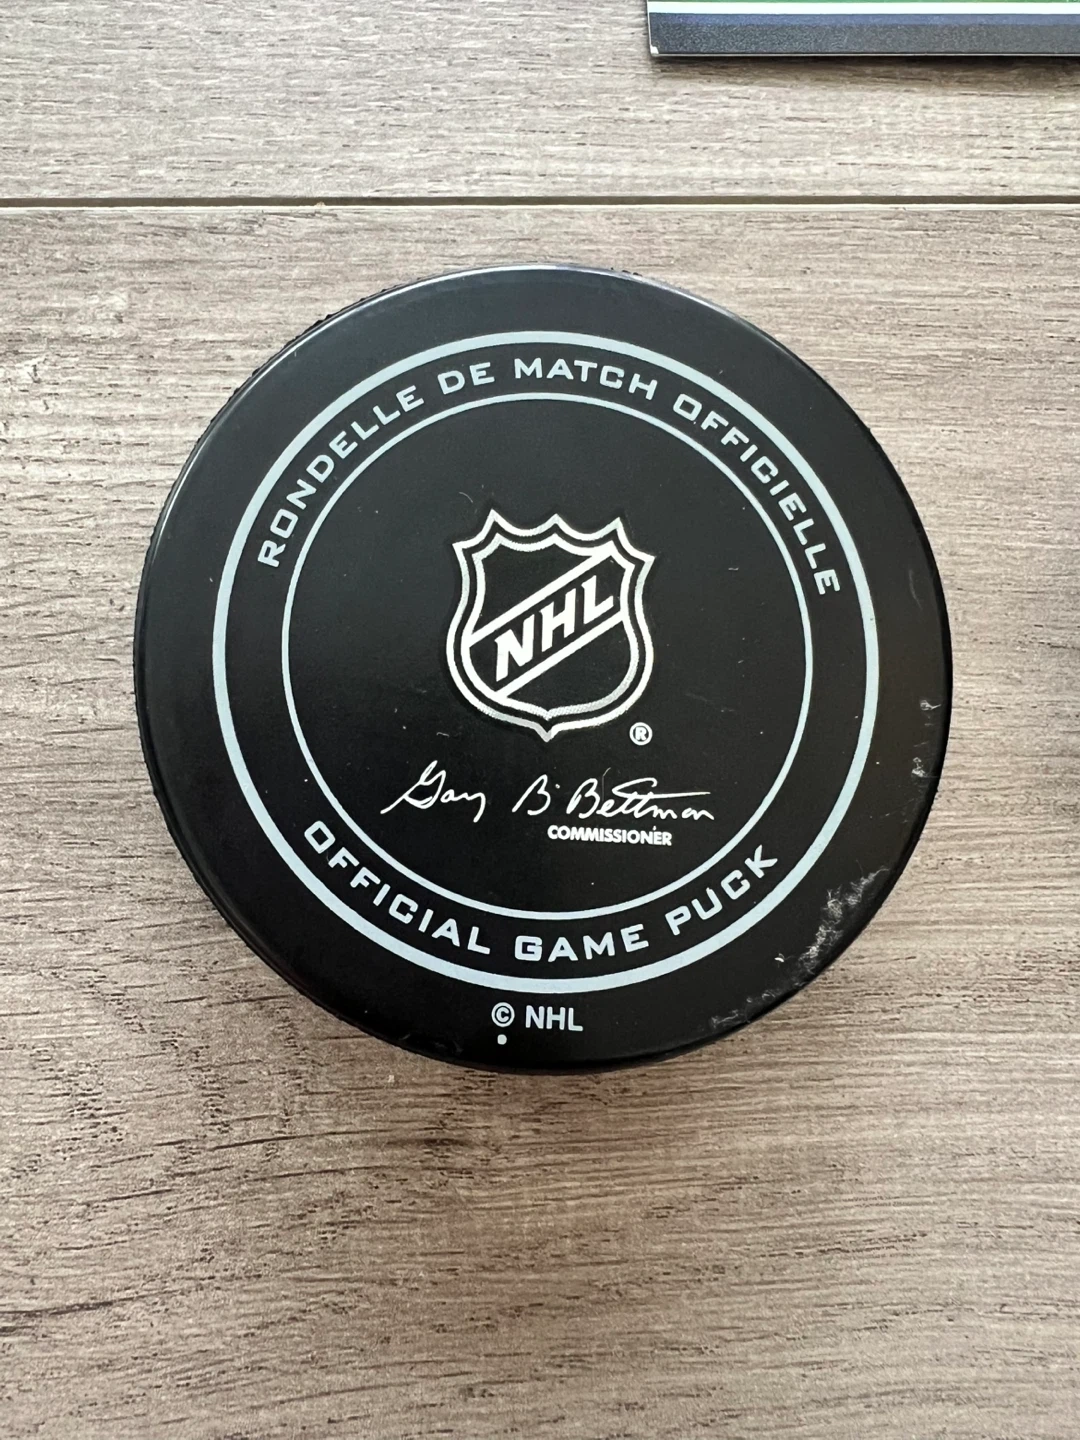 RONDELLE DE MATCH OFFICIELLE
NHL
®
Gary B. Bettman
COMMISSIONER
OFFICIAL GAME PUCK
© NHL